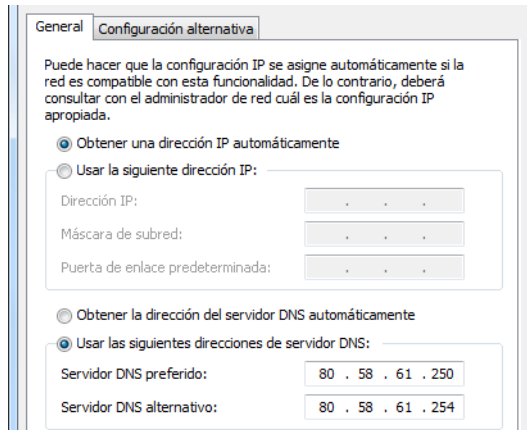 General
Configuración alternativa
Puede hacer que la configuración IP se asigne automáticamente si la
red es compatible con esta funcionalidad. De lo contrario, deberá
consultar con el administrador de red cuál es la configuración IP
apropiada.
Obtener una dirección IP automáticamente
Usar la siguiente dirección IP:
Dirección IP: . . .
Máscara de subred: . . .
Puerta de enlace predeterminada: . . .
Obtener la dirección del servidor DNS automáticamente
Usar las siguientes direcciones de servidor DNS:
Servidor DNS preferido: 80 . 58 . 61 . 250
Servidor DNS alternativo: 80 . 58 . 61 . 254